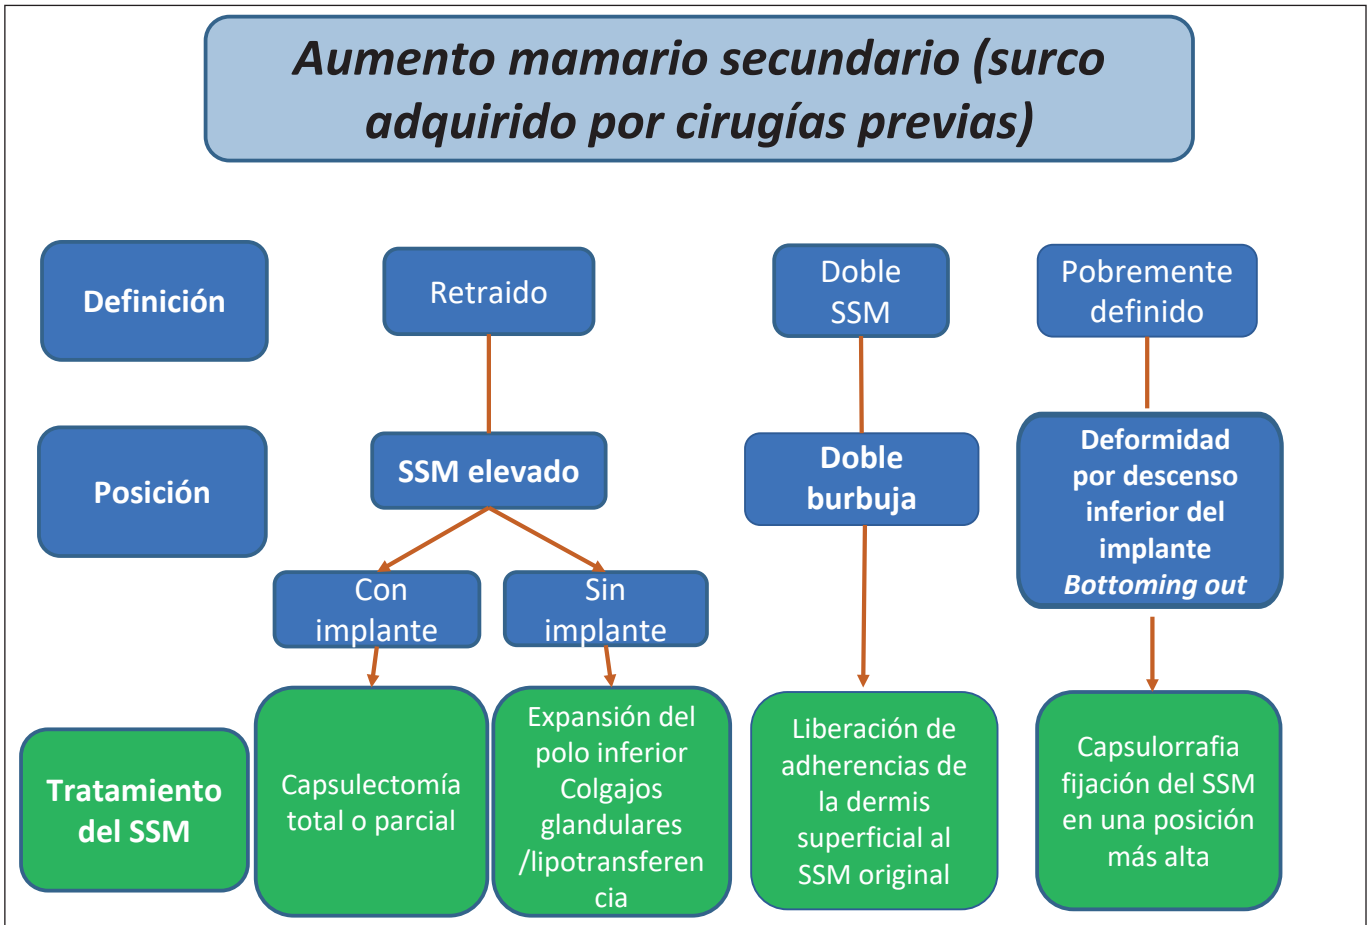 Aumento mamario secundario (surco
adquirido por cirugías previas)
Definición
Retraido
Doble
SSM
Pobremente
definido
Posición
SSM elevado
Doble
burbuja
Deformidad
por descenso
inferior del
implante
Bottoming out
Con
implante
Sin
implante
Tratamiento
del SSM
Capsulectomía
total o parcial
Expansión del
polo inferior
Colgajos
glandulares
/lipotransferen
cia
Liberación de
adherencias de
la dermis
superficial al
SSM original
Capsulorrafia
fijación del SSM
en una posición
más alta